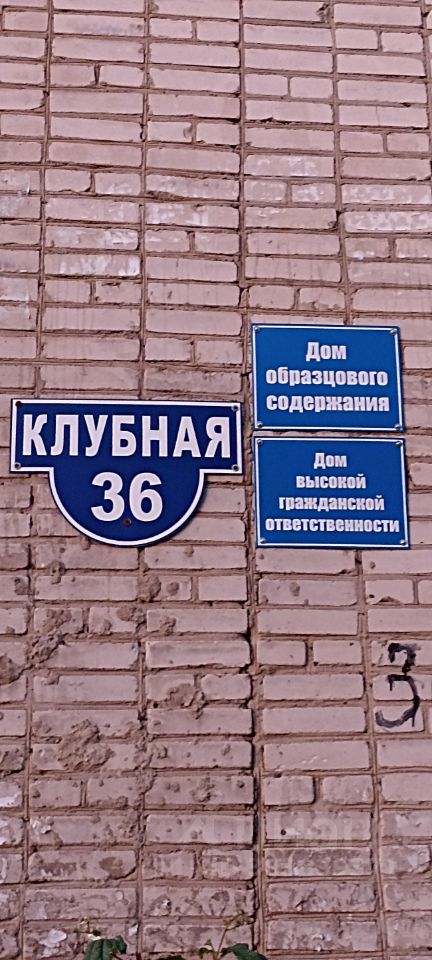 КЛУБНАЯ
36
Дом
образцового
содержания
Дом
высокой
гражданской
ответственности
3